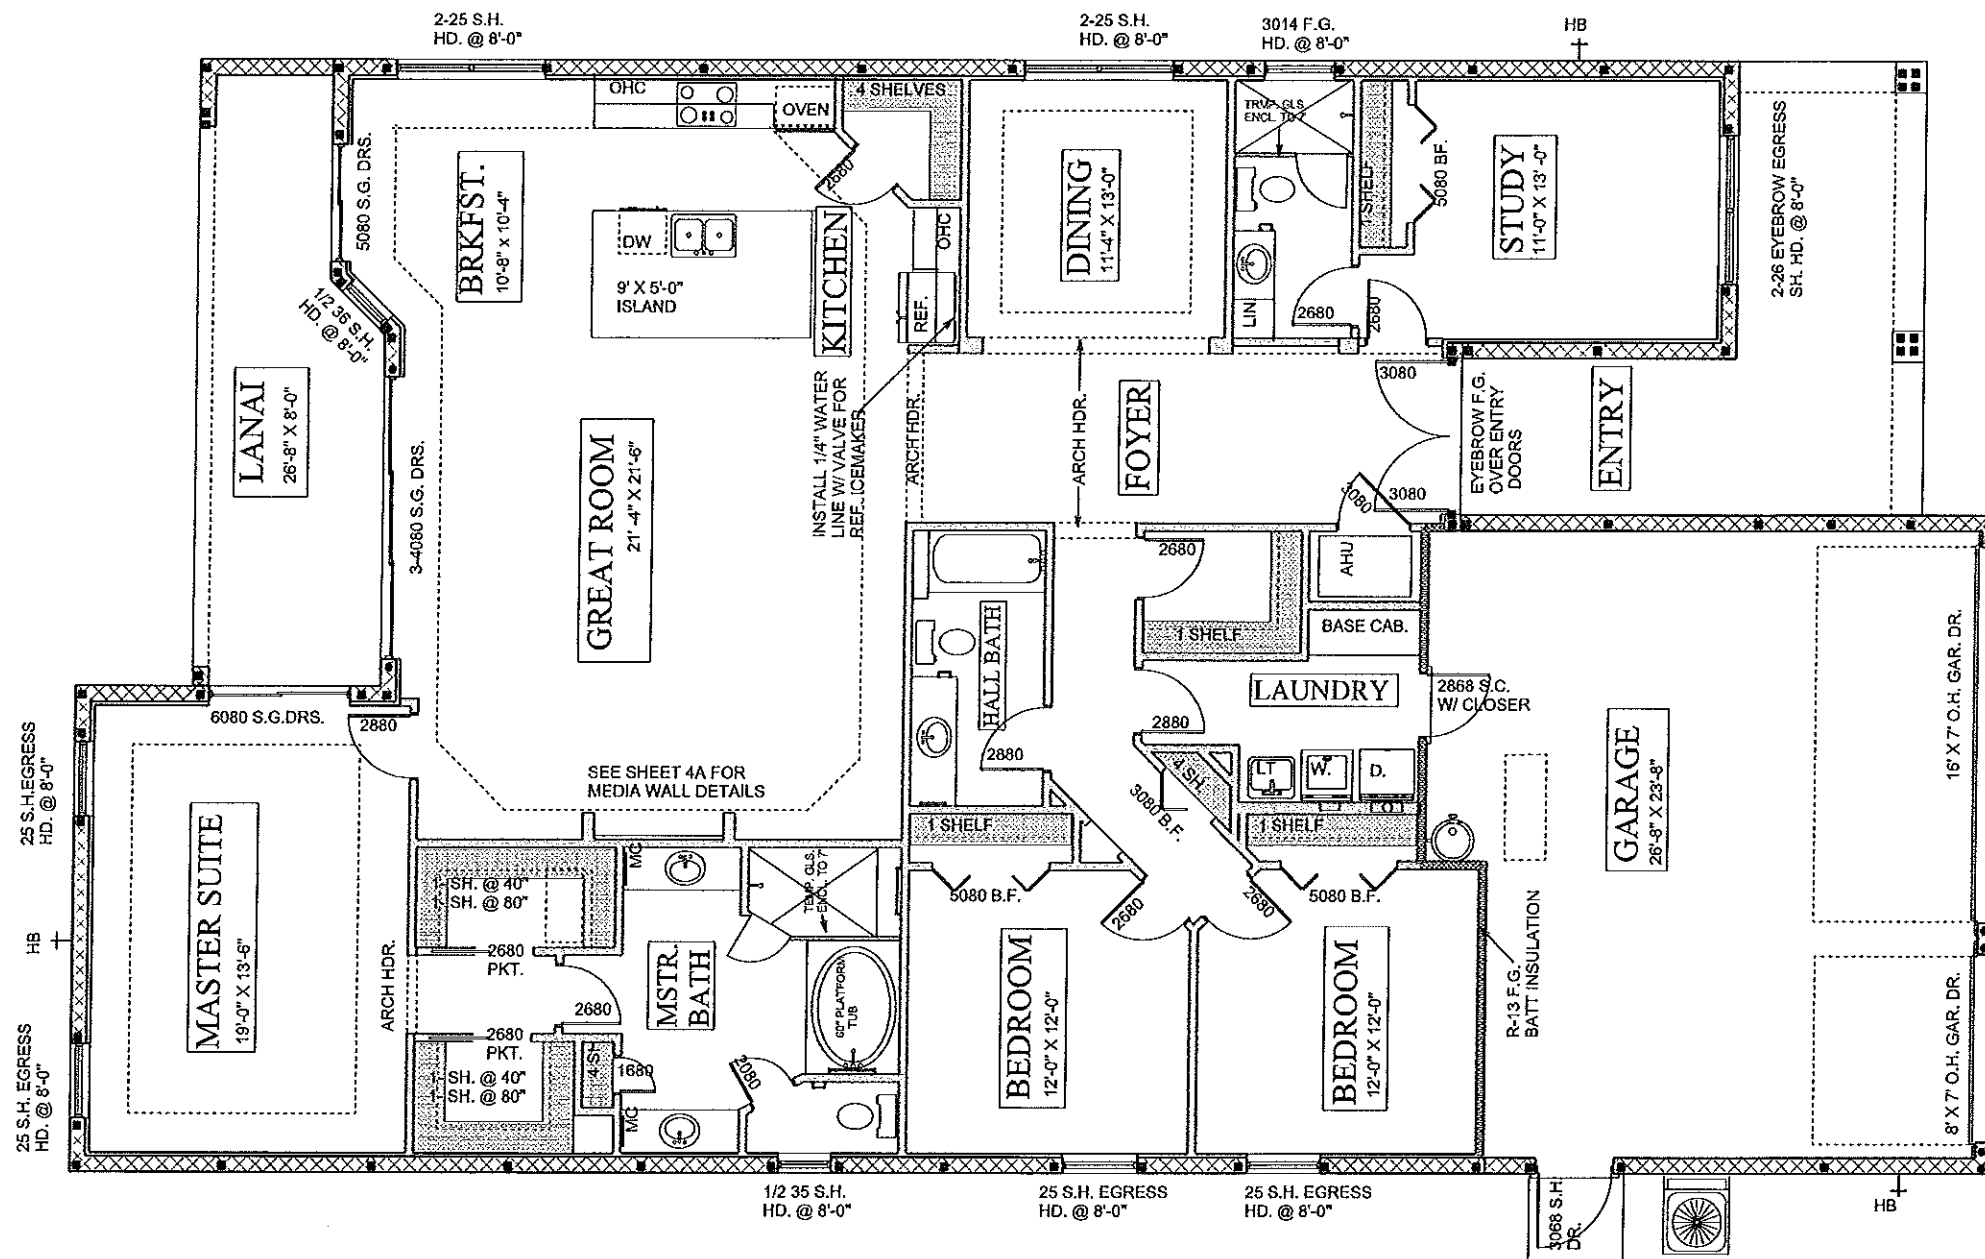 2-25 S.H.
HD. @ 8'-0"
2-25 S.H.
HD. @ 8'-0"
3014 F.G.
HD. @ 8'-0"
HB
OHC
OVEN
4 SHELVES
2680
5080 S.G. DRS.
BRKFST.
10'-8" X 10'-4"
DW
9' X 5'-0"
ISLAND
KITCHEN
OHC
REF.
DINING
11'-4" X 13'-0"
TRMP. GLS.
ENCL. TO 7'
1 SHELF
5080 BF.
STUDY
11'-0" X 13'-0"
2-26 EYEBROW EGRESS
SH. HD. @ 8'-0"
LIN
2680
2680
1/2 36 S.H.
HD. @ 8'-0"
LANAI
26'-8" X 8'-0"
3-4080 S.G. DRS.
GREAT ROOM
21'-4" X 21'-6"
INSTALL 1/4" WATER
LINE W/ VALVE FOR
REF. ICEMAKER
ARCH HDR.
ARCH HDR.
FOYER
3080
3080
3080
EYEBROW F.G.
OVER ENTRY
DOORS
ENTRY
2680
1 SHELF
AHU
BASE CAB.
HALL BATH
2880
LAUNDRY
2880
2868 S.C.
W/ CLOSER
LT
W.
D.
4 SH.
3080 B.F.
GARAGE
26'-8" X 23'-8"
16' X 7' O.H. GAR. DR.
8' X 7' O.H. GAR. DR.
6080 S.G.DRS.
2880
25 S.H.EGRESS
HD. @ 8'-0"
SEE SHEET 4A FOR
MEDIA WALL DETAILS
1 SHELF
1 SHELF
5080 B.F.
5080 B.F.
2680
2680
MASTER SUITE
19'-0" X 13'-6"
HB
25 S.H. EGRESS
HD. @ 8'-0"
ARCH HDR.
1- SH. @ 40"
1- SH. @ 80"
2680
PKT.
2680
2680
PKT.
1- SH. @ 40"
1- SH. @ 80"
4 SH
1680
MC
MC
MSTR.
BATH
TEMP. GLS.
ENCL. TO 7'
60" PLATFORM
TUB
2080
BEDROOM
12'-0" X 12'-0"
BEDROOM
12'-0" X 12'-0"
R-13 F.G.
BATT INSULATION
1/2 35 S.H.
HD. @ 8'-0"
25 S.H. EGRESS
HD. @ 8'-0"
25 S.H. EGRESS
HD. @ 8'-0"
3068 S.H.
DR.
HB